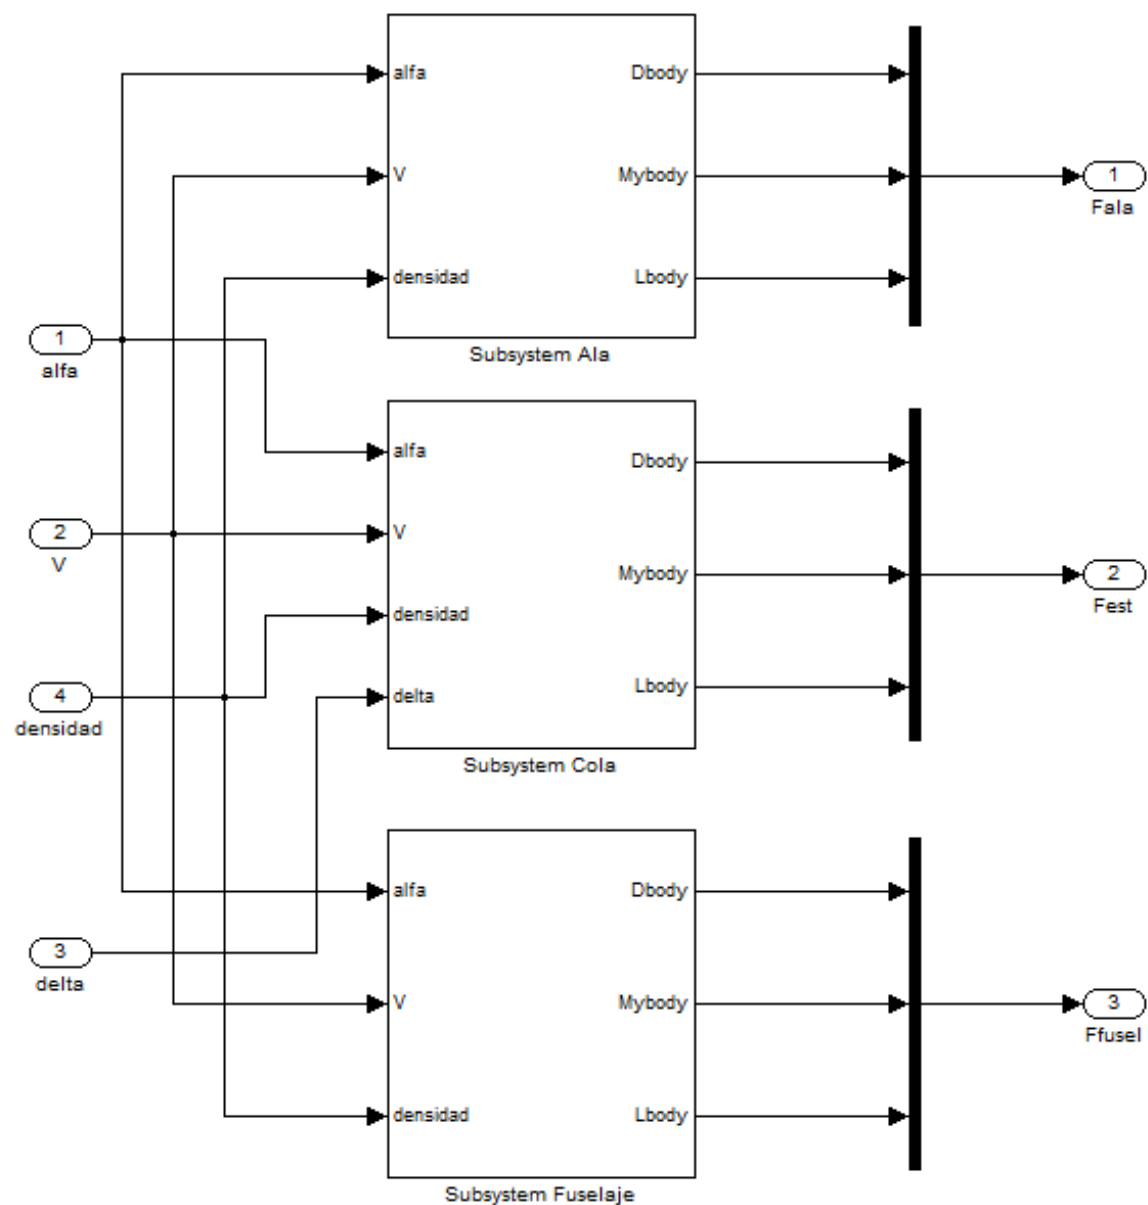 alfa
Dbody
V
Mybody
1
Fala
densidad
Lbody
1
alfa
Subsystem Ala
alfa
Dbody
2
V
V
Mybody
2
Fest
densidad
4
densidad
delta
Lbody
Subsystem Cola
alfa
Dbody
3
delta
V
Mybody
3
Ffusel
densidad
Lbody
Subsystem Fuselaje